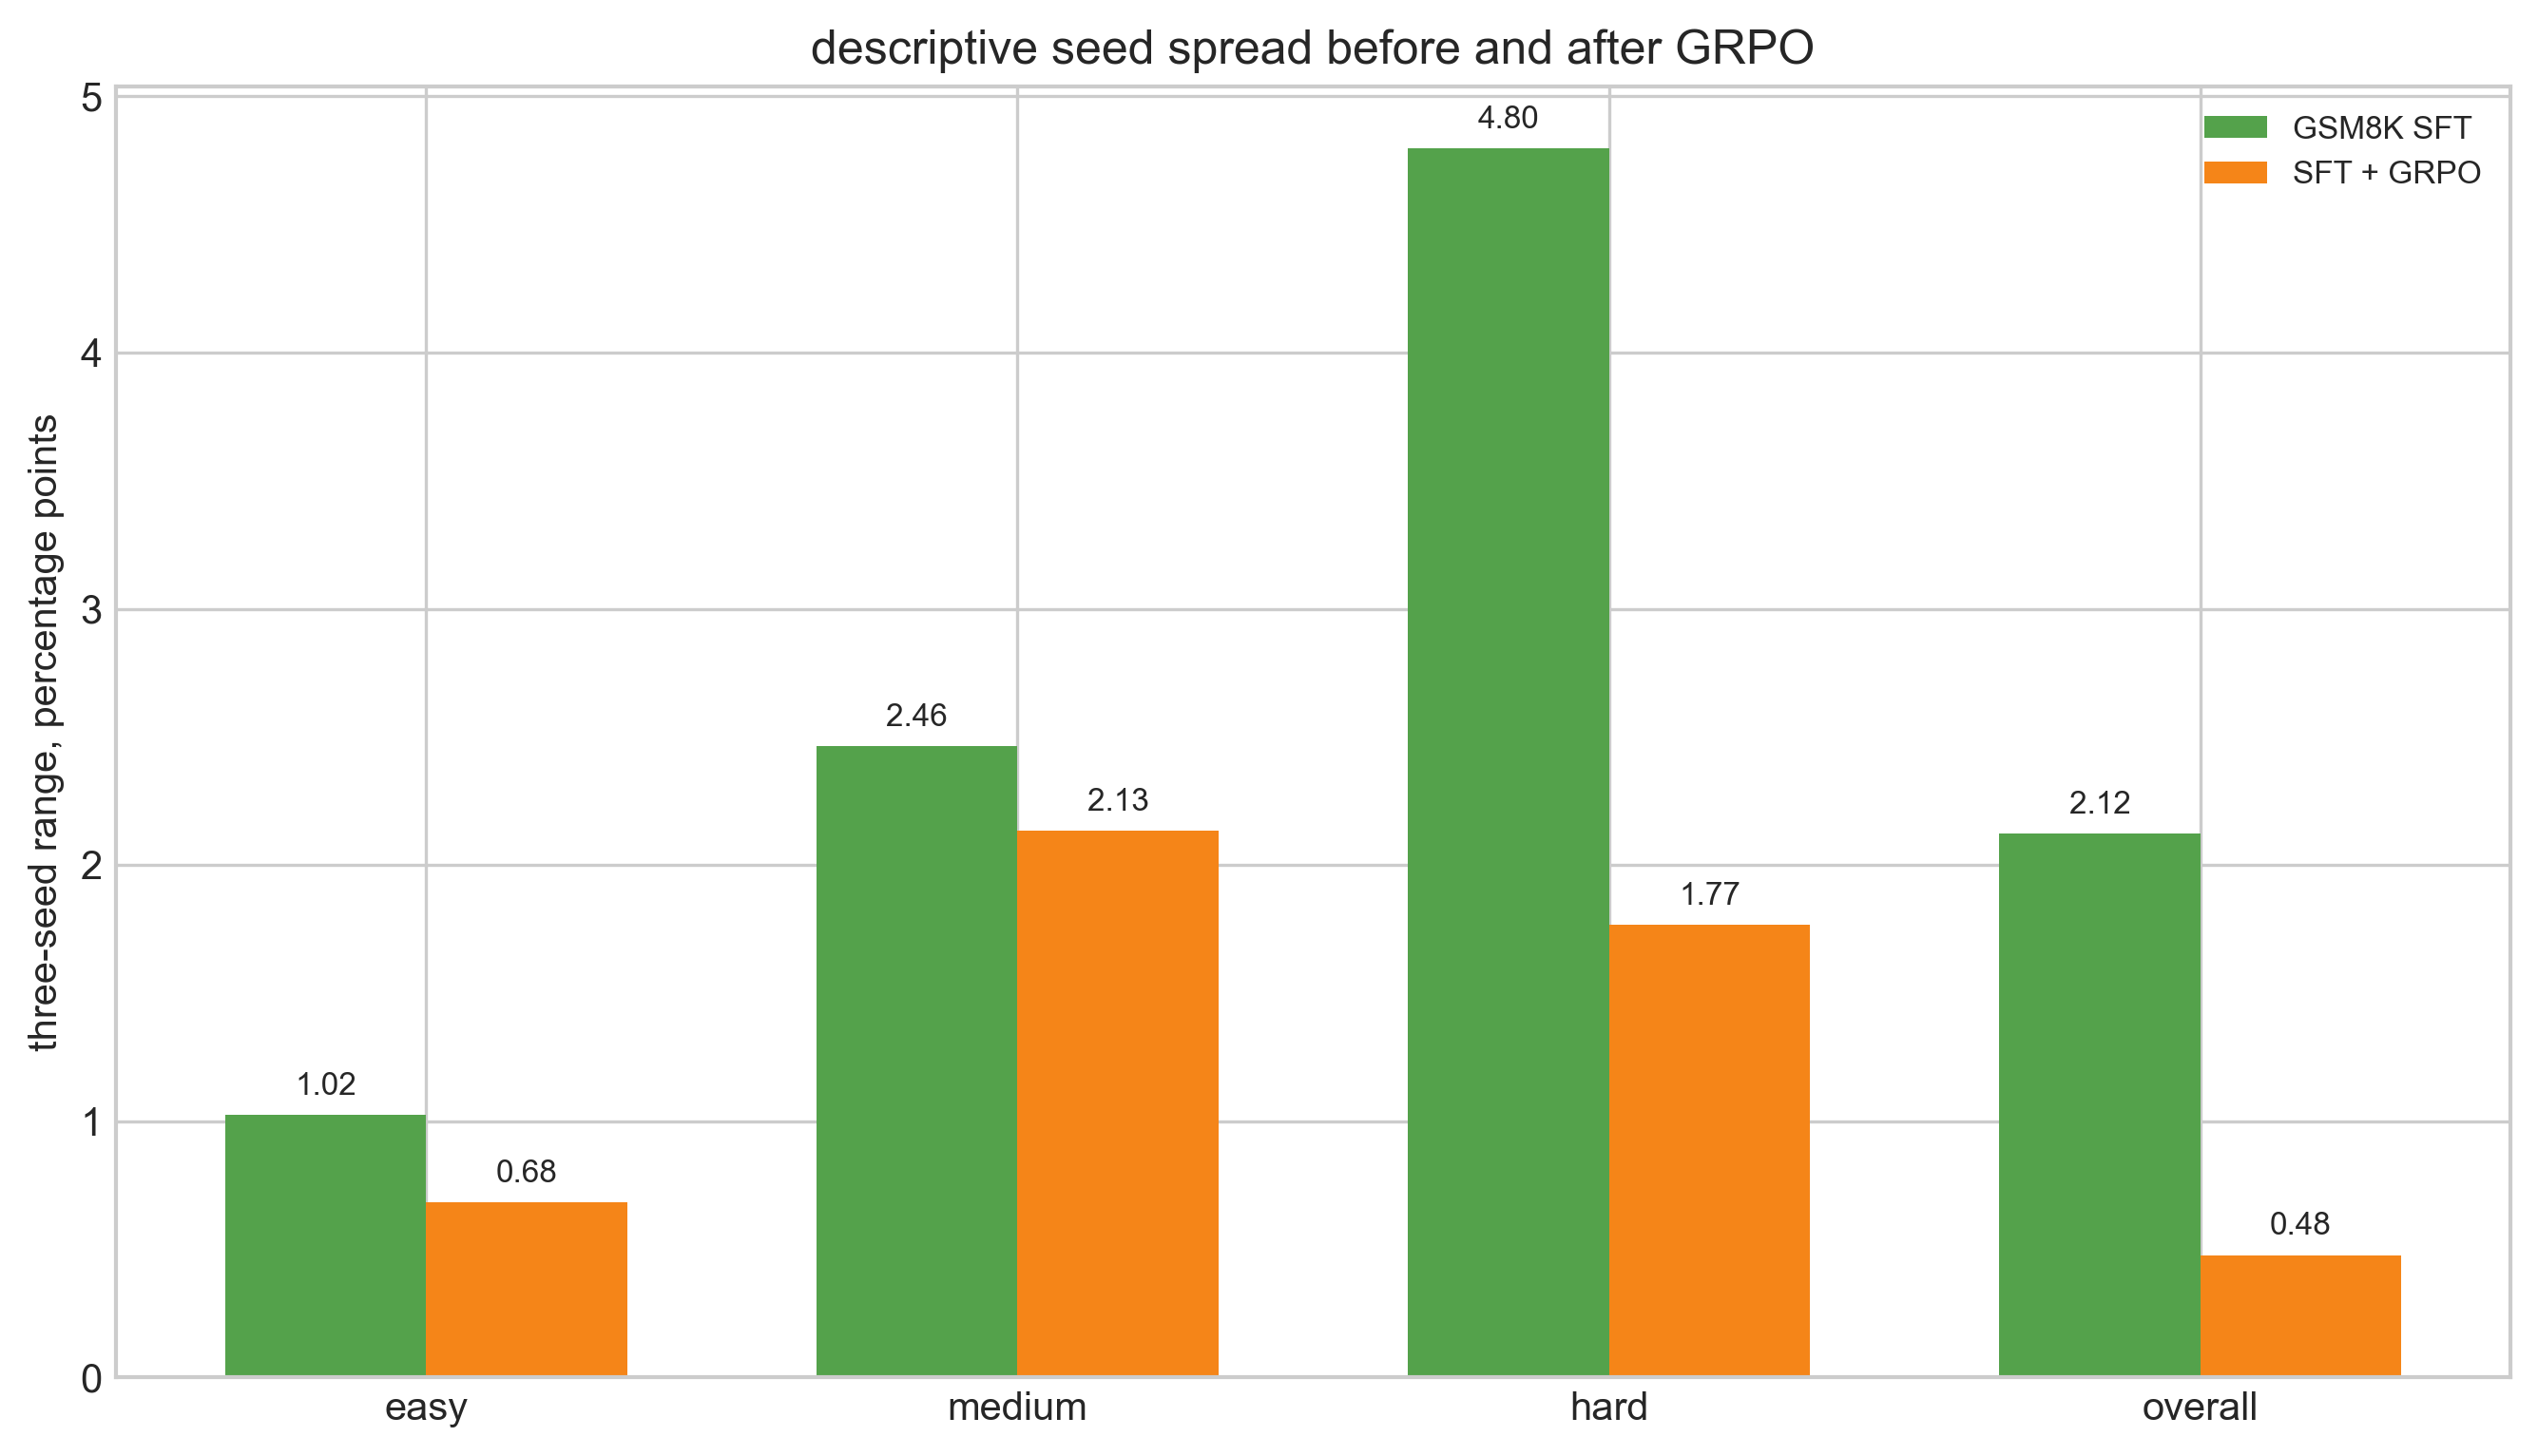 descriptive seed spread before and after GRPO
three-seed range, percentage points
5
4
3
2
1
0
GSM8K SFT
SFT + GRPO
1.02
0.68
2.46
2.13
4.80
1.77
2.12
0.48
easy
medium
hard
overall